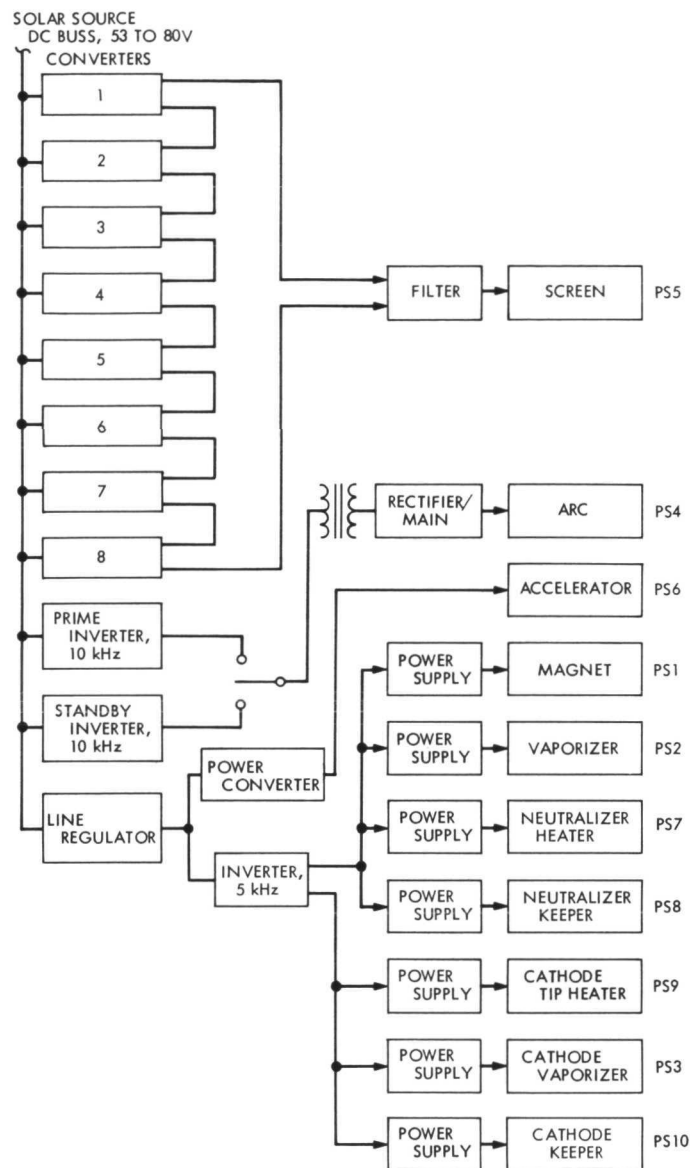 SOLAR SOURCE
DC BUSS, 53 TO 80V
CONVERTERS
1
2
3
4
5
6
7
8
FILTER
SCREEN
PS5
RECTIFIER/
MAIN
ARC
PS4
ACCELERATOR
PS6
PRIME
INVERTER,
10 kHz
STANDBY
INVERTER,
10 kHz
LINE
REGULATOR
POWER
CONVERTER
INVERTER,
5 kHz
POWER
SUPPLY
MAGNET
PS1
POWER
SUPPLY
VAPORIZER
PS2
POWER
SUPPLY
NEUTRALIZER
HEATER
PS7
POWER
SUPPLY
NEUTRALIZER
KEEPER
PS8
POWER
SUPPLY
CATHODE
TIP HEATER
PS9
POWER
SUPPLY
CATHODE
VAPORIZER
PS3
POWER
SUPPLY
CATHODE
KEEPER
PS10